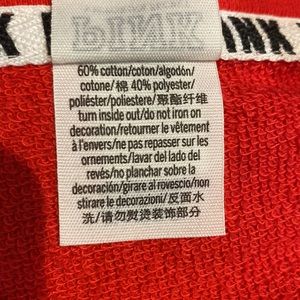 NK
INK
60% cotton/coton/algodón/
cotone/棉 40% polyester/
poliéster/poliestere/聚酯纤维
turn inside out/do not iron on
decoration/retourner le vêtement
à l'envers/ne pas repasser sur les
ornements/lavar del lado del
revés/no planchar sobre la
decoración/girare al rovescio/non
stirare le decorazioni/反面水
洗/请勿熨烫装饰部分